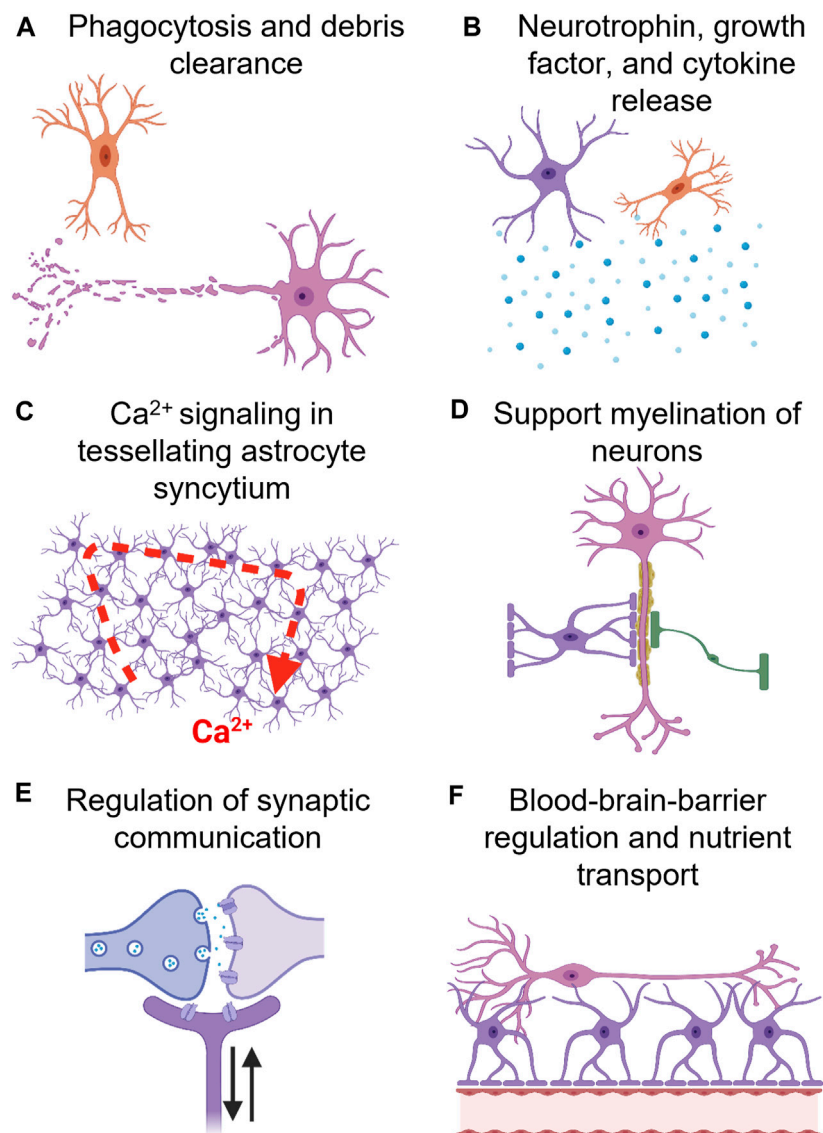 A Phagocytosis and debris
clearance
B Neurotrophin, growth
factor, and cytokine
release
C Ca²⁺ signaling in
tessellating astrocyte
syncytium
Ca²⁺
D Support myelination of
neurons
E Regulation of synaptic
communication
F Blood-brain-barrier
regulation and nutrient
transport